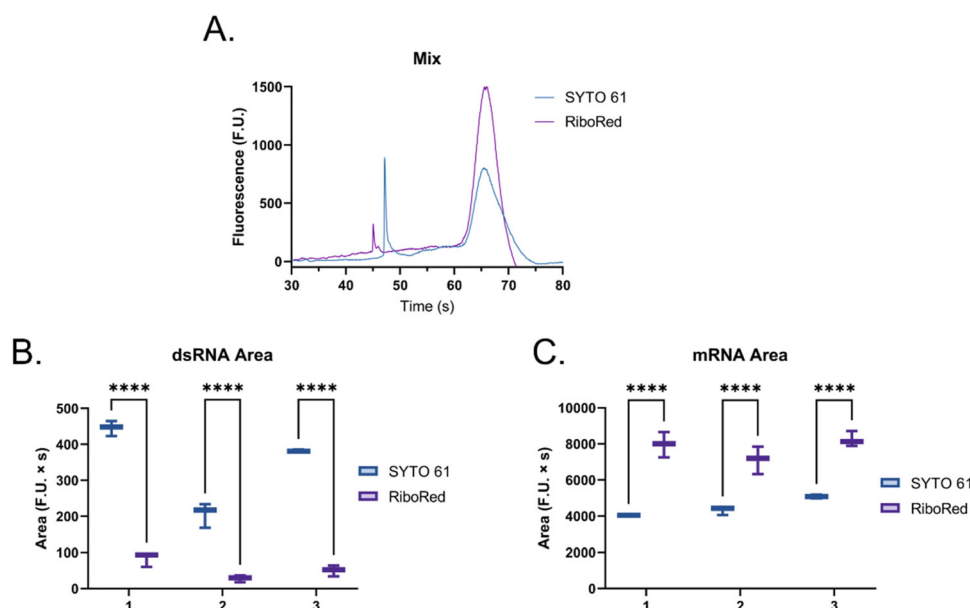 A.
Mix
1500
1000
500
0
Fluorescence (F.U.)
30 40 50 60 70 80
Time (s)
SYTO 61
RiboRed
B.
dsRNA Area
**** **** ****
500
400
300
200
100
0
Area (F.U. × s)
1 2 3
SYTO 61
RiboRed
C.
mRNA Area
**** **** ****
10000
8000
6000
4000
2000
0
Area (F.U. × s)
1 2 3
SYTO 61
RiboRed